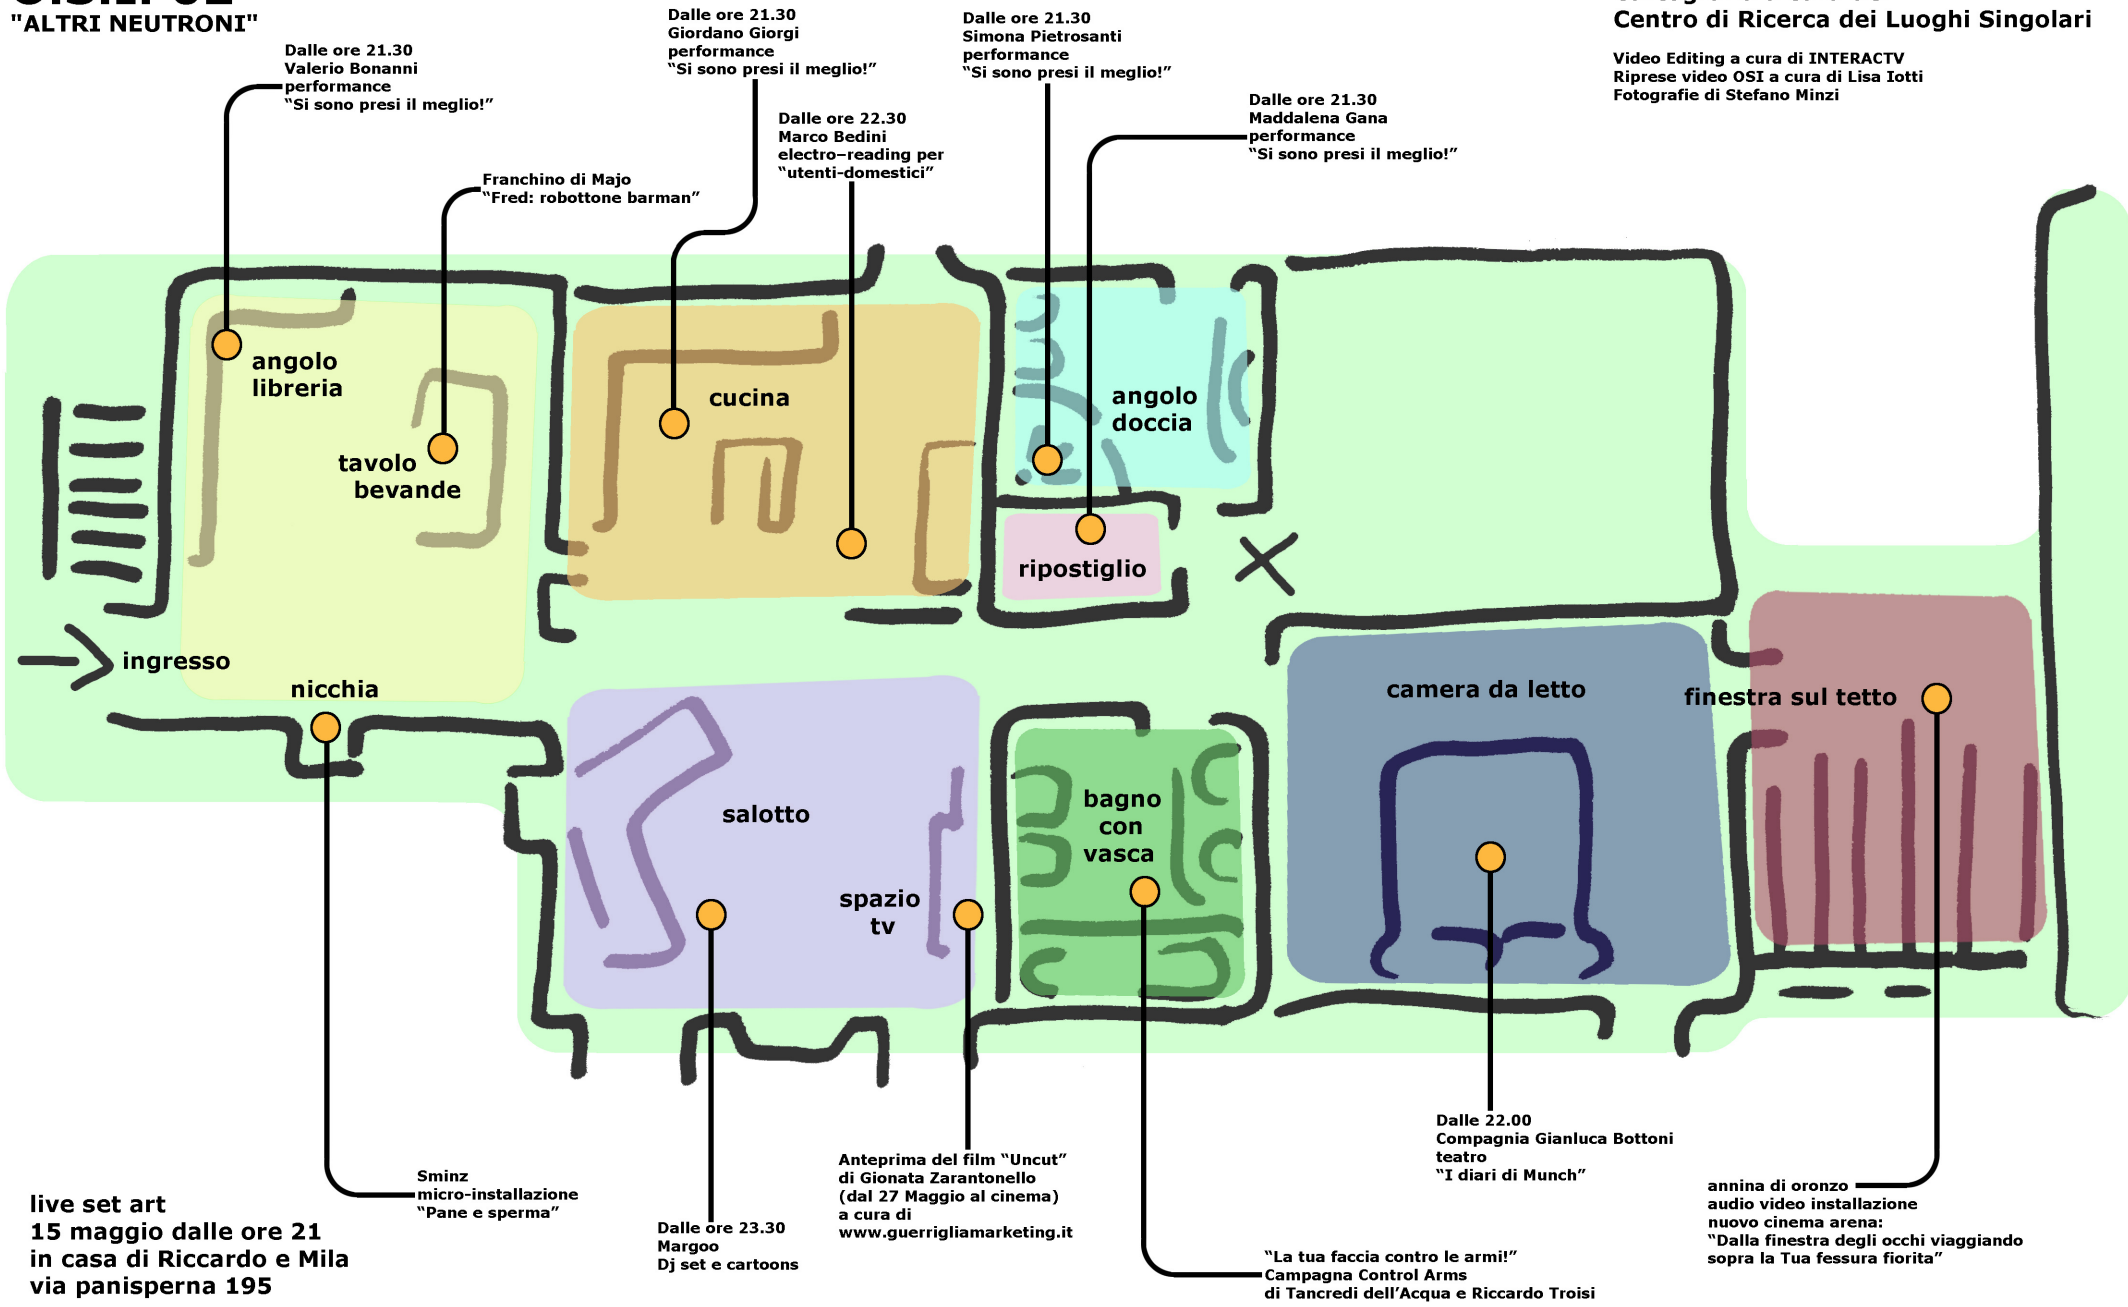 "ALTRI NEUTRONI"
Centro di Ricerca dei Luoghi Singolari
Video Editing a cura di INTERACTV
Riprese video OSI a cura di Lisa Iotti
Fotografie di Stefano Minzi
Dalle ore 21.30
Valerio Bonanni
performance
“Si sono presi il meglio!”
Dalle ore 21.30
Giordano Giorgi
performance
“Si sono presi il meglio!”
Dalle ore 21.30
Simona Pietrosanti
performance
“Si sono presi il meglio!”
Dalle ore 22.30
Marco Bedini
electro–reading per
“utenti-domestici”
Dalle ore 21.30
Maddalena Gana
performance
“Si sono presi il meglio!”
Franchino di Majo
“Fred: robottone barman”
angolo
libreria
tavolo
bevande
cucina
angolo
doccia
ripostiglio
ingresso
nicchia
camera da letto
finestra sul tetto
salotto
spazio
tv
bagno
con
vasca
Sminz
micro-installazione
“Pane e sperma”
Dalle ore 23.30
Margoo
Dj set e cartoons
Anteprima del film “Uncut”
di Gionata Zarantonello
(dal 27 Maggio al cinema)
a cura di
www.guerrigliamarketing.it
“La tua faccia contro le armi!”
Campagna Control Arms
di Tancredi dell’Acqua e Riccardo Troisi
Dalle 22.00
Compagnia Gianluca Bottoni
teatro
“I diari di Munch”
annina di oronzo
audio video installazione
nuovo cinema arena:
“Dalla finestra degli occhi viaggiando
sopra la Tua fessura fiorita”
live set art
15 maggio dalle ore 21
in casa di Riccardo e Mila
via panisperna 195